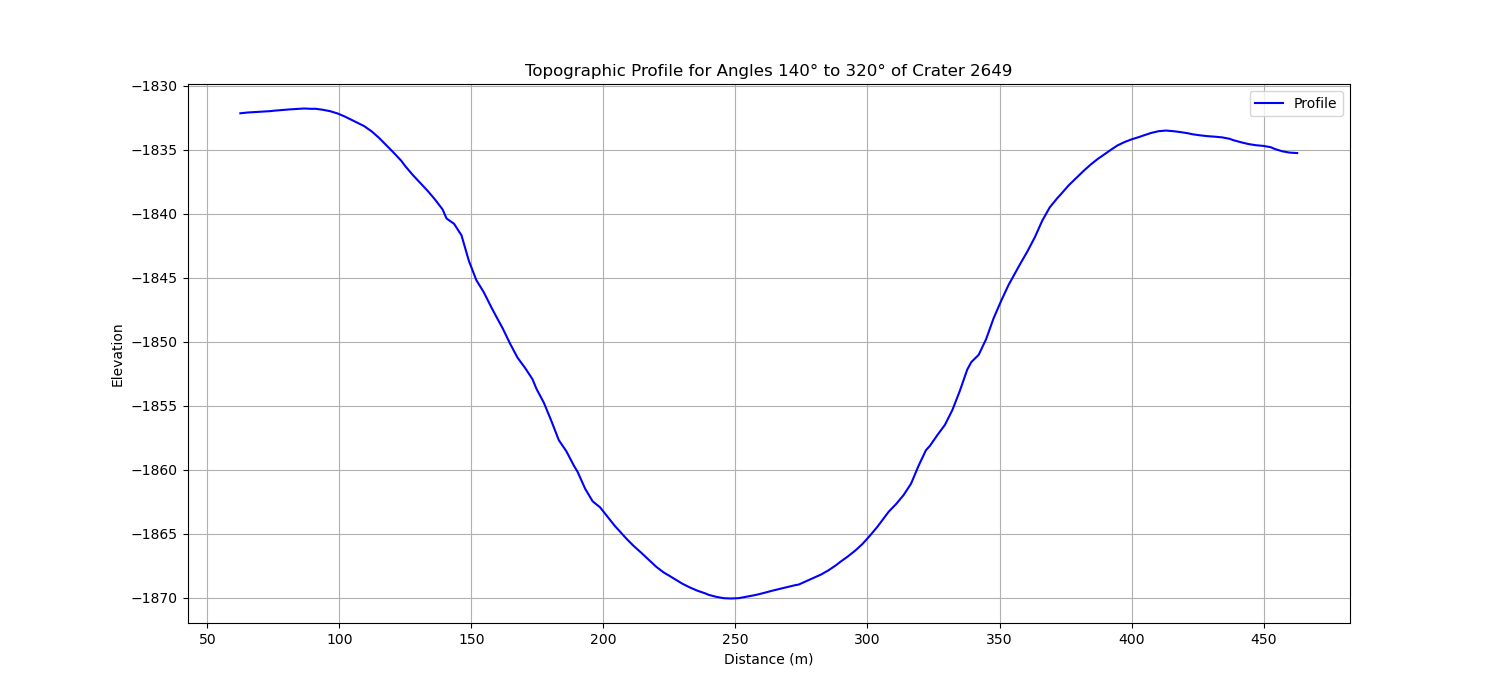 Topographic Profile for Angles 140° to 320° of Crater 2649
Profile
−1830
−1835
−1840
−1845
−1850
−1855
−1860
−1865
−1870
Elevation
50 100 150 200 250 300 350 400 450
Distance (m)